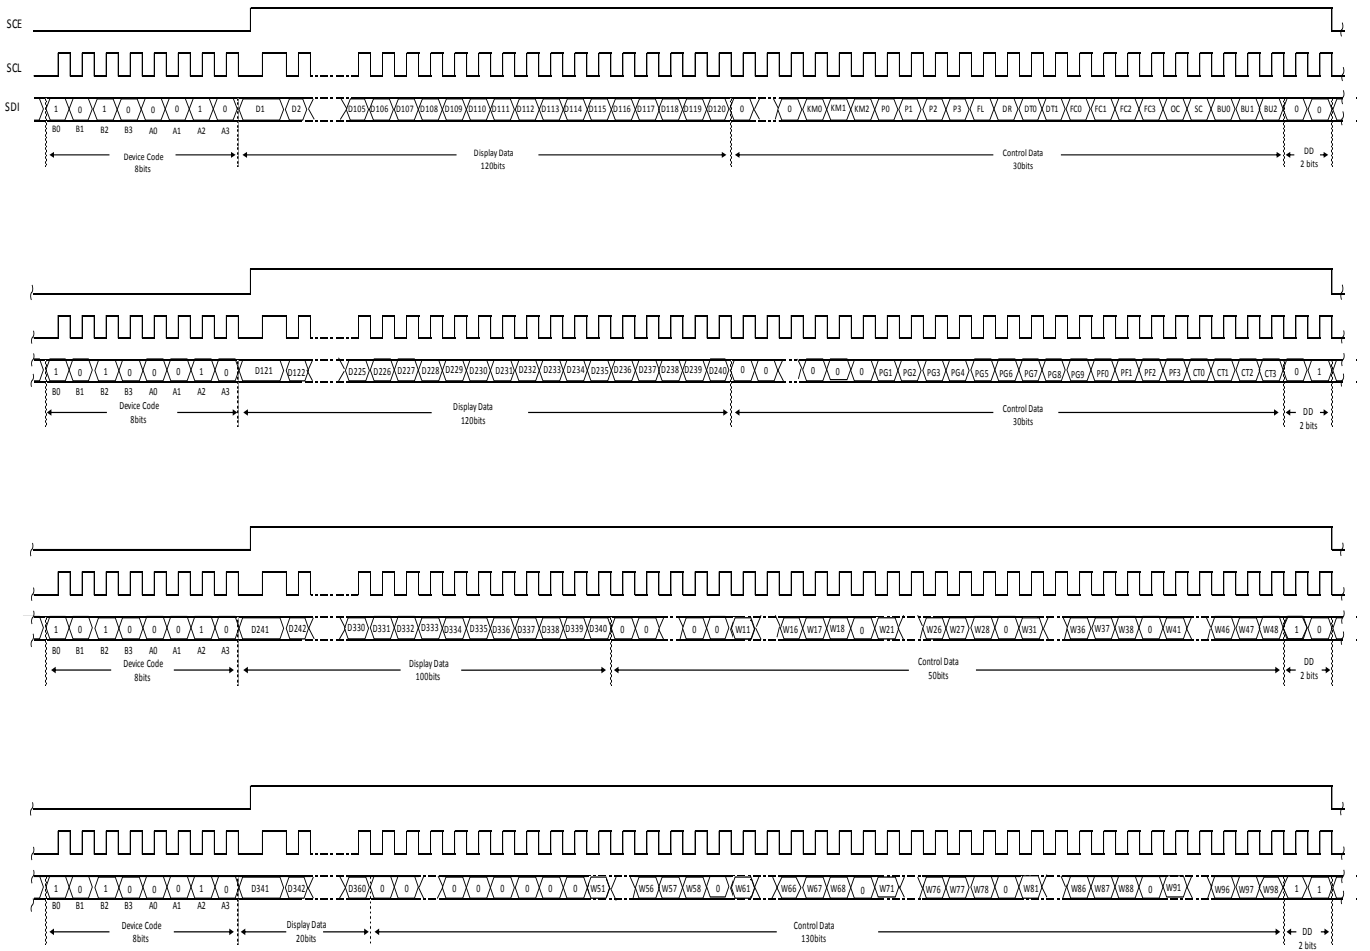 SCE
SCL
SDI 1 0 1 0 0 0 1 0 D1 D2 D105 D106 D107 D108 D109 D110 D111 D112 D113 D114 D115 D116 D117 D118 D119 D120 0 0 KM0 KM1 KM2 P0 P1 P2 P3 FL DR DT0 DT1 FC0 FC1 FC2 FC3 OC SC BU0 BU1 BU2 0 0
B0 B1 B2 B3 A0 A1 A2 A3
Device Code Display Data Control Data DD
8bits 120bits 30bits 2 bits
1 0 1 0 0 0 1 0 D121 D122 D225 D226 D227 D228 D229 D230 D231 D232 D233 D234 D235 D236 D237 D238 D239 D240 0 0 0 0 0 PG1 PG2 PG3 PG4 PG5 PG6 PG7 PG8 PG9 PF0 PF1 PF2 PF3 CT0 CT1 CT2 CT3 0 1
B0 B1 B2 B3 A0 A1 A2 A3
Device Code Display Data Control Data DD
8bits 120bits 30bits 2 bits
1 0 1 0 0 0 1 0 D241 D242 D330 D331 D332 D333 D334 D335 D336 D337 D338 D339 D340 0 0 0 0 W11 W16 W17 W18 0 W21 W26 W27 W28 0 W31 W36 W37 W38 0 W41 W46 W47 W48 1 0
B0 B1 B2 B3 A0 A1 A2 A3
Device Code Display Data Control Data DD
8bits 100bits 50bits 2 bits
1 0 1 0 0 0 1 0 D341 D342 D360 0 0 0 0 0 0 0 0 W51 W56 W57 W58 0 W61 W66 W67 W68 0 W71 W76 W77 W78 0 W81 W86 W87 W88 0 W91 W96 W97 W98 1 1
B0 B1 B2 B3 A0 A1 A2 A3
Device Code Display Data Control Data DD
8bits 20bits 130bits 2 bits